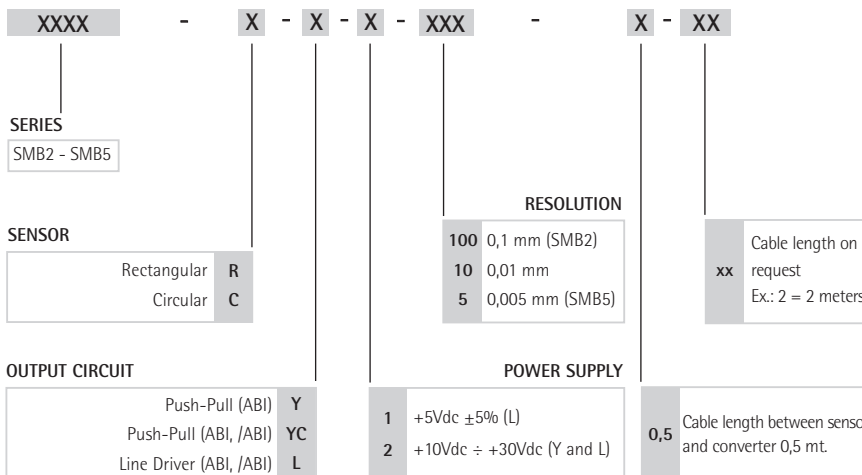 XXXX - X - X - X - XXX - X - XX
SERIES
SMB2 - SMB5
RESOLUTION
100 0,1 mm (SMB2)
10 0,01 mm
5 0,005 mm (SMB5)
SENSOR
Rectangular R
Circular C
xx Cable length on
request
Ex.: 2 = 2 meters
OUTPUT CIRCUIT
Push-Pull (ABI) Y
Push-Pull (ABI, /ABI) YC
Line Driver (ABI, /ABI) L
POWER SUPPLY
1 +5Vdc ±5% (L)
2 +10Vdc ÷ +30Vdc (Y and L)
0,5 Cable length between senso
and converter 0,5 mt.